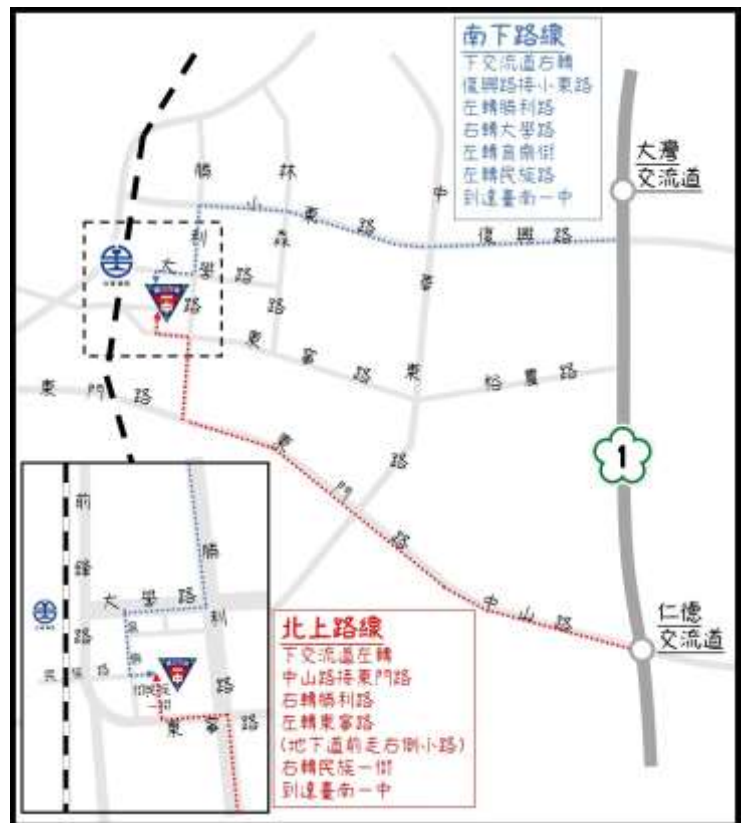 南下路線
下交流道右轉
復興路接小東路
左轉勝利路
右轉大學路
左轉育樂街
左轉民族路
到達臺南一中
大灣
交流道
勝利路
林森路
小東路
復興路
中華東路
大學路
東寧路
裕農路
東門路
東門路
1
中山路
仁德
交流道
前鋒路
勝利路
大學路
民族路
民族
一街
東寧路
北上路線
下交流道左轉
中山路接東門路
右轉勝利路
左轉東寧路
(地下道前走右側小路)
右轉民族一街
到達臺南一中